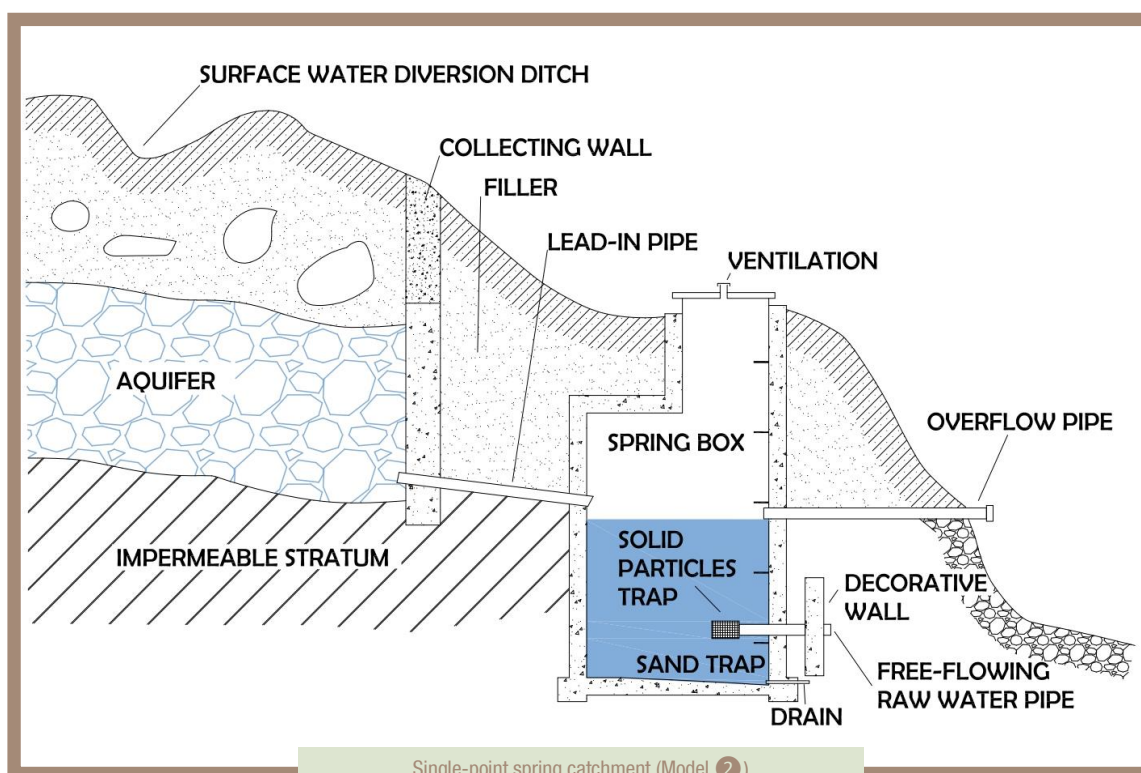 SURFACE WATER DIVERSION DITCH
COLLECTING WALL
FILLER
LEAD-IN PIPE
VENTILATION
AQUIFER
OVERFLOW PIPE
SPRING BOX
IMPERMEABLE STRATUM
SOLID
PARTICLES
TRAP
DECORATIVE
WALL
SAND TRAP
FREE-FLOWING
RAW WATER PIPE
DRAIN
Single-point spring catchment (Model 2)